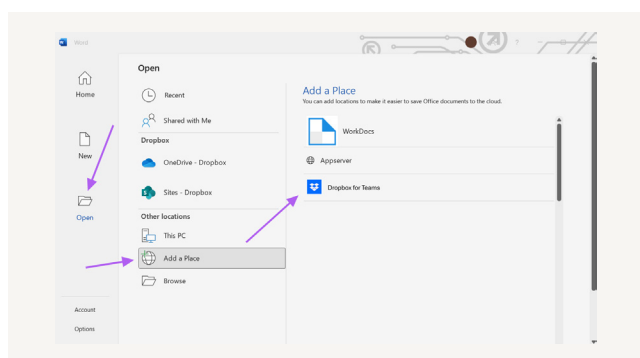 Word
?
Home
New
Open
Account
Options
Open
Recent
Shared with Me
Dropbox
OneDrive - Dropbox
Sites - Dropbox
Other locations
This PC
Add a Place
Browse
Add a Place
You can add locations to make it easier to save Office documents to the cloud.
WorkDocs
Appserver
Dropbox for Teams